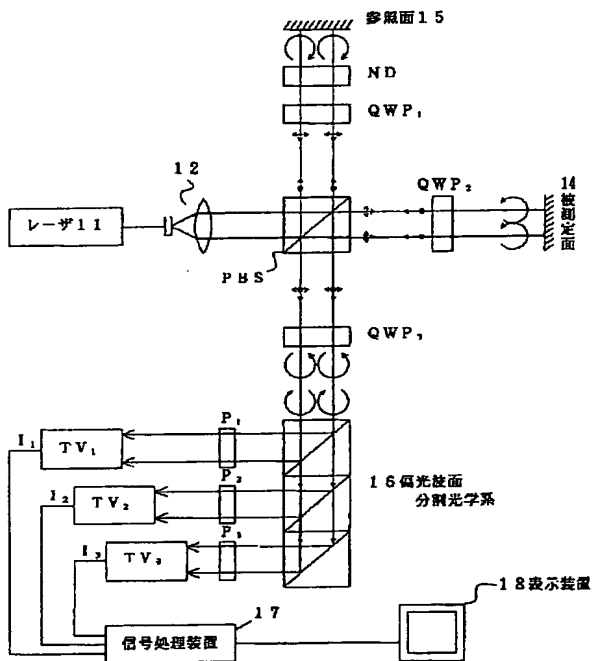 参照面15
ND
QWP₁
12
QWP₂
14被測定面
レーザ11
PBS
QWP₃
P₁
I₁
TV₁
P₂
16偏光波面
分割光学系
I₂
TV₂
P₃
I₃
TV₃
17
18表示装置
信号処理装置